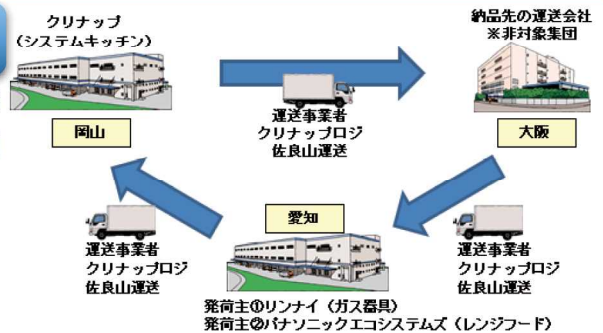 クリナップ
（システムキッチン）
岡山
運送事業者
クリナップロジ
佐良山運送
納品先の運送会社
※非対象集団
大阪
運送事業者
クリナップロジ
佐良山運送
愛知
運送事業者
クリナップロジ
佐良山運送
発荷主①リンナイ（ガス器具）
発荷主②パナソニックエコシステムズ（レンジフード）